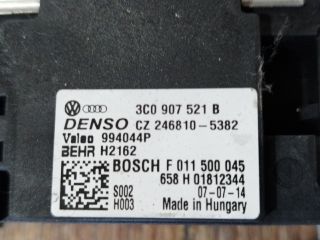 3C0 907 521 B
DENSO CZ 246810-5382
Valeo 994044P
BEHR H2162
BOSCH F 011 500 045
658 H 01812344
S002 07-07-14
H003 Made in Hungary